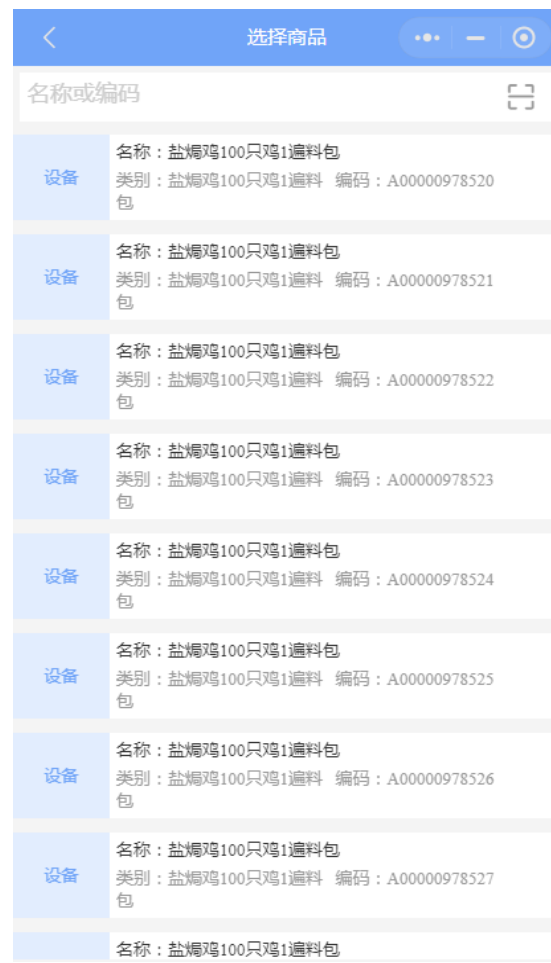 选择商品
名称或编码
设备
名称：盐焗鸡100只鸡1遍料包
类别：盐焗鸡100只鸡1遍料 编码：A00000978520
包
设备
名称：盐焗鸡100只鸡1遍料包
类别：盐焗鸡100只鸡1遍料 编码：A00000978521
包
设备
名称：盐焗鸡100只鸡1遍料包
类别：盐焗鸡100只鸡1遍料 编码：A00000978522
包
设备
名称：盐焗鸡100只鸡1遍料包
类别：盐焗鸡100只鸡1遍料 编码：A00000978523
包
设备
名称：盐焗鸡100只鸡1遍料包
类别：盐焗鸡100只鸡1遍料 编码：A00000978524
包
设备
名称：盐焗鸡100只鸡1遍料包
类别：盐焗鸡100只鸡1遍料 编码：A00000978525
包
设备
名称：盐焗鸡100只鸡1遍料包
类别：盐焗鸡100只鸡1遍料 编码：A00000978526
包
设备
名称：盐焗鸡100只鸡1遍料包
类别：盐焗鸡100只鸡1遍料 编码：A00000978527
包
名称：盐焗鸡100只鸡1遍料包